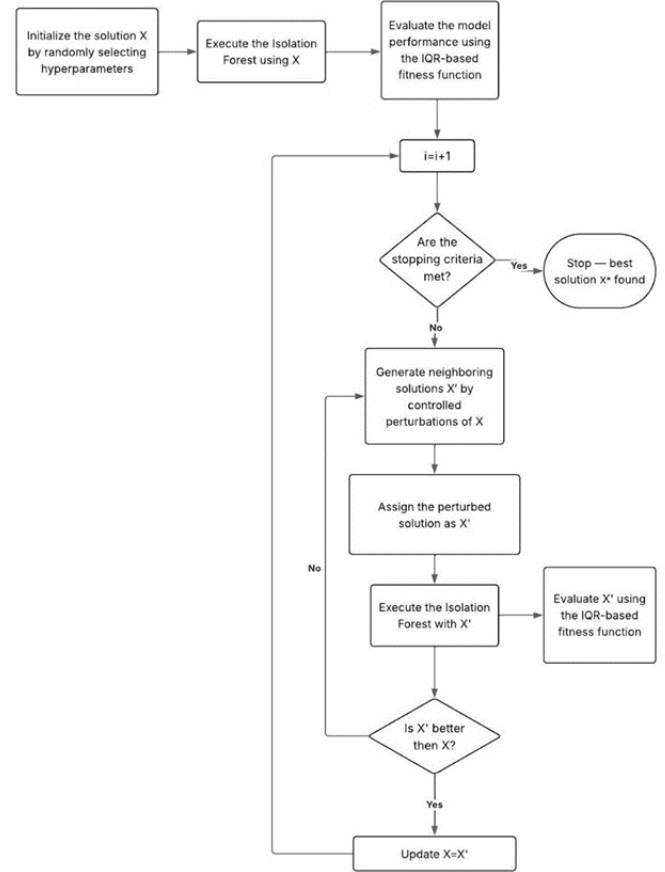 Initialize the solution X
by randomly selecting
hyperparameters
Execute the Isolation
Forest using X
Evaluate the model
performance using
the IQR-based
fitness function
i=i+1
Are the
stopping criteria
met?
Yes
Stop — best
solution X* found
No
Generate neighboring
solutions X' by
controlled
perturbations of X
Assign the perturbed
solution as X'
No
Execute the Isolation
Forest with X'
Evaluate X' using
the IQR-based
fitness function
Is X' better
then X?
Yes
Update X=X'